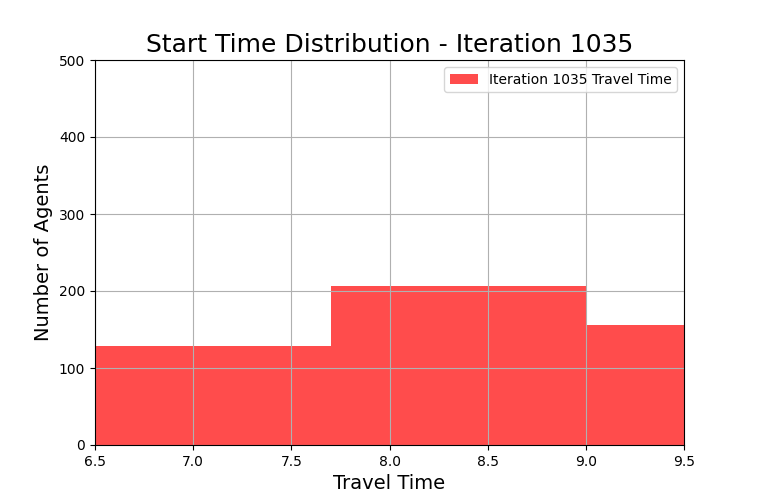 Start Time Distribution - Iteration 1035
Iteration 1035 Travel Time
Number of Agents
500
400
300
200
100
0
6.5 7.0 7.5 8.0 8.5 9.0 9.5
Travel Time